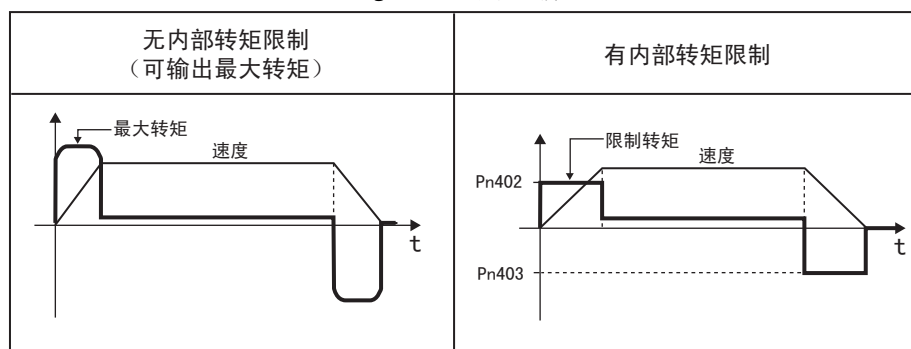 无内部转矩限制
（可输出最大转矩）
有内部转矩限制
最大转矩
速度
t
限制转矩
速度
Pn402
t
Pn403